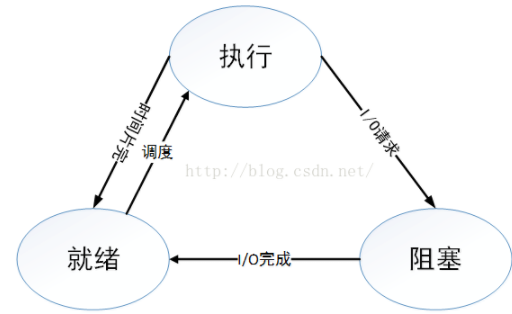 执行
时间片完
调度
I/O请求
http://blog.csdn.net/
就绪
I/O完成
阻塞